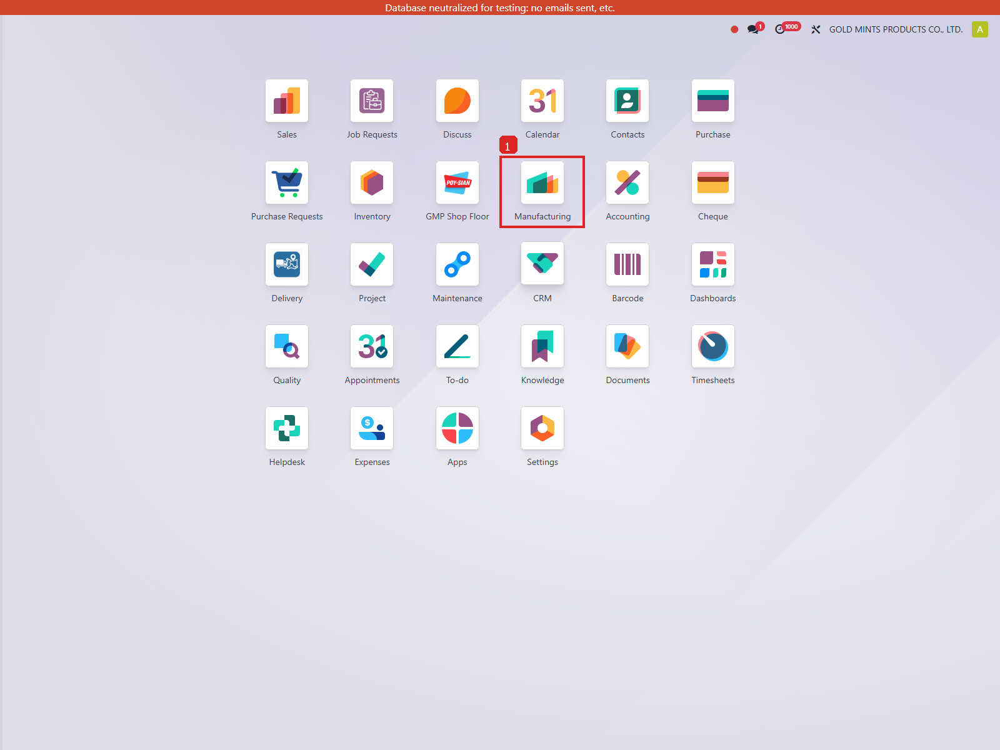 Database neutralized for testing: no emails sent, etc.
1
1000
GOLD MINTS PRODUCTS CO., LTD.
A
31
Sales
Job Requests
Discuss
Calendar
Contacts
Purchase
1
POY-SIAN
Purchase Requests
Inventory
GMP Shop Floor
Manufacturing
Accounting
Cheque
Delivery
Project
Maintenance
CRM
Barcode
Dashboards
31
Quality
Appointments
To-do
Knowledge
Documents
Timesheets
$
Helpdesk
Expenses
Apps
Settings